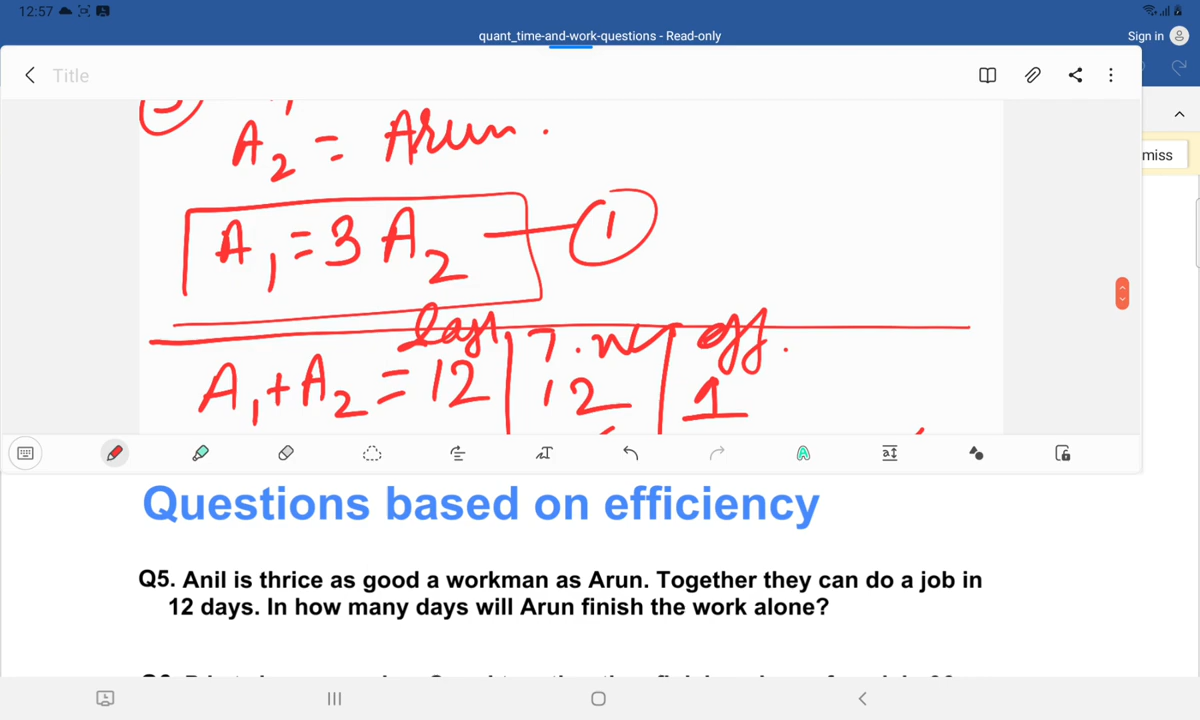 12:57
quant_time-and-work-questions - Read-only
Sign in
Title
miss
A2 = Arun.
A1 = 3 A2 — 1
days T.W eff.
A1 + A2 = 12 12 1
Questions based on efficiency
Q5. Anil is thrice as good a workman as Arun. Together they can do a job in
12 days. In how many days will Arun finish the work alone?